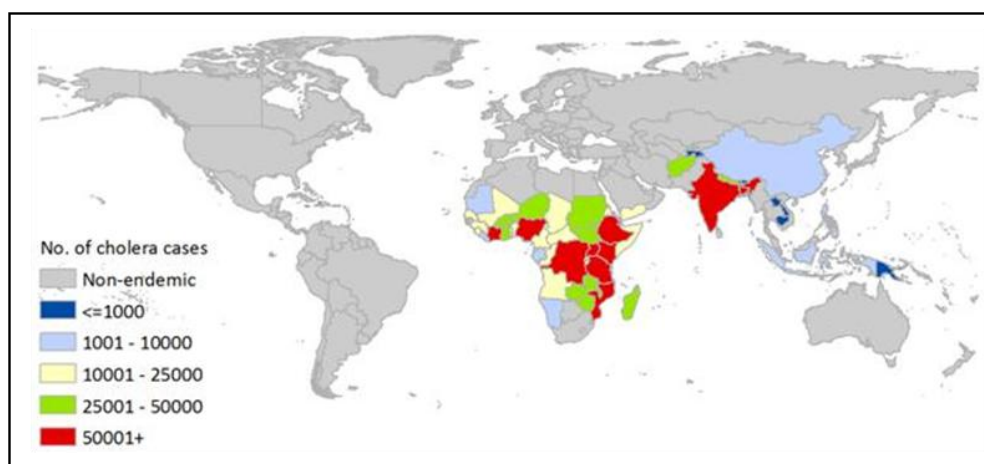 No. of cholera cases
Non-endemic
<=1000
1001 - 10000
10001 - 25000
25001 - 50000
50001+